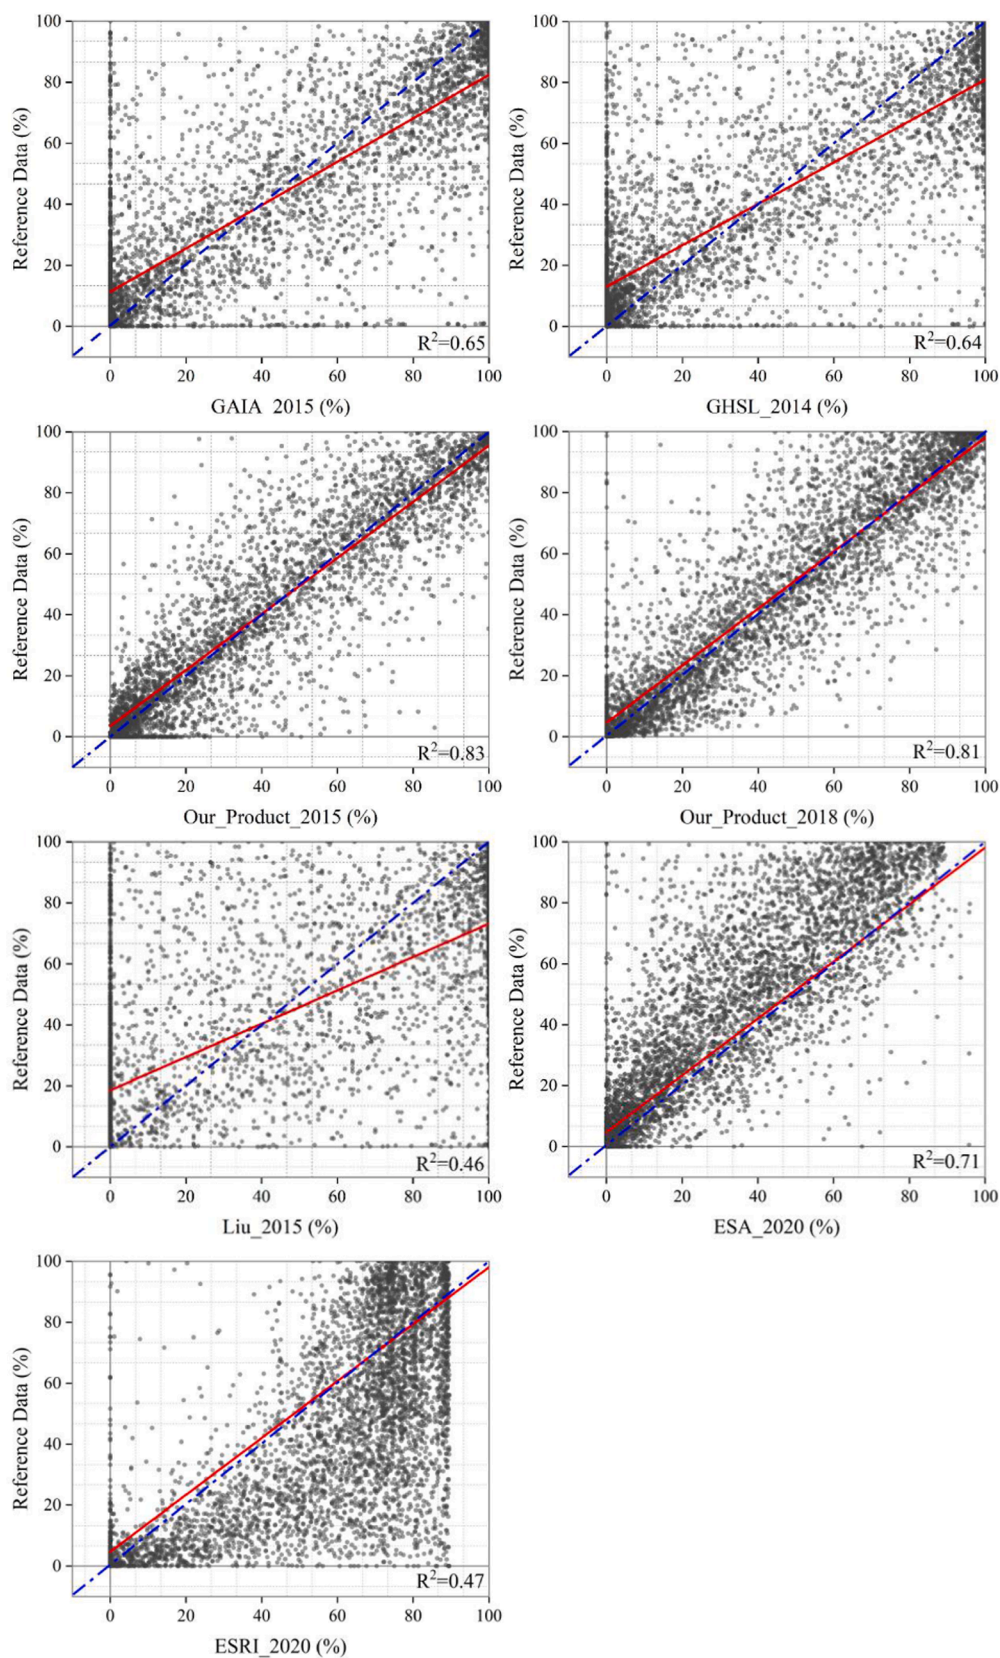 100
80
60
40
20
0
Reference Data (%)
R²=0.65
0 20 40 60 80 100
GAIA 2015 (%)
100
80
60
40
20
0
Reference Data (%)
R²=0.64
0 20 40 60 80 100
GHSL_2014 (%)
100
80
60
40
20
0
Reference Data (%)
R²=0.83
0 20 40 60 80 100
Our_Product_2015 (%)
100
80
60
40
20
0
Reference Data (%)
R²=0.81
0 20 40 60 80 100
Our_Product_2018 (%)
100
80
60
40
20
0
Reference Data (%)
R²=0.46
0 20 40 60 80 100
Liu_2015 (%)
100
80
60
40
20
0
Reference Data (%)
R²=0.71
0 20 40 60 80 100
ESA_2020 (%)
100
80
60
40
20
0
Reference Data (%)
R²=0.47
0 20 40 60 80 100
ESRI_2020 (%)